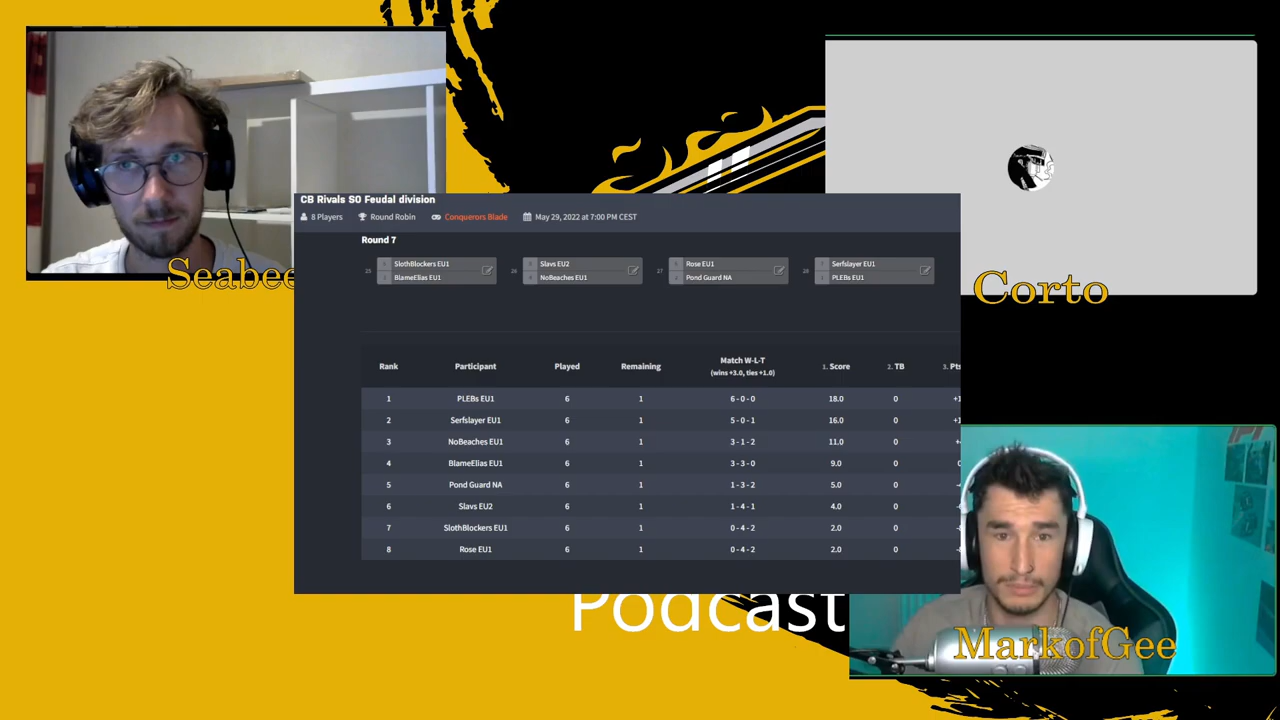 CB Rivals S0 Feudal division
8 Players Round Robin Conquerors Blade May 29, 2022 at 7:00 PM CEST
Round 7
25 SlothBlockers EU1 BlameElias EU1
26 Slavs EU2 NoBeaches EU1
27 Rose EU1 Pond Guard NA
28 Serfslayer EU1 PLEBs EU1
Rank Participant Played Remaining Match W-L-T (wins +3.0, ties +1.0) 1. Score 2. TB 3. Pts
1 PLEBs EU1 6 1 6 - 0 - 0 18.0 0
2 Serfslayer EU1 6 1 5 - 0 - 1 16.0 0
3 NoBeaches EU1 6 1 3 - 1 - 2 11.0 0
4 BlameElias EU1 6 1 3 - 3 - 0 9.0 0
5 Pond Guard NA 6 1 1 - 3 - 2 5.0 0
6 Slavs EU2 6 1 1 - 4 - 1 4.0 0
7 SlothBlockers EU1 6 1 0 - 4 - 2 2.0 0
8 Rose EU1 6 1 0 - 4 - 2 2.0 0
Seabee
Corto
Podcast
MarkofGee